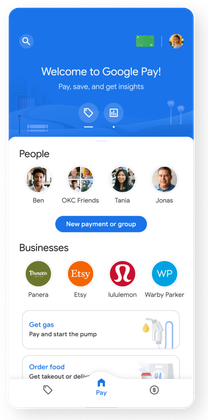 Welcome to Google Pay!
Pay, save, and get insights
People
Ben
OKC Friends
Tania
Jonas
New payment or group
Businesses
Panera
Etsy
WP
Panera
Etsy
lululemon
Warby Parker
Get gas
Pay and start the pump
Order food
Get takeout or
Pay